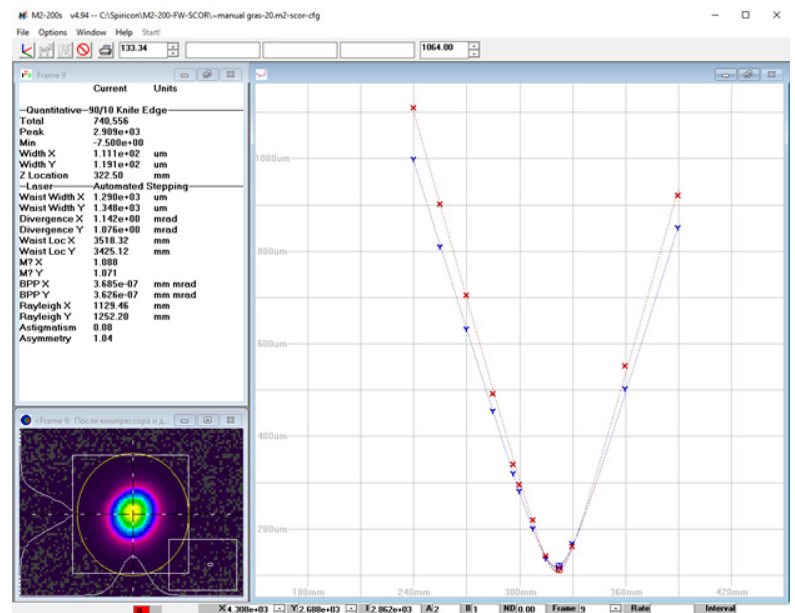 M2-200s v4.94 -- C:\Spiricon\M2-200-FW-SCOR\~manual gras-20.m2-scor-cfg
File Options Window Help Start!
133.34 1064.00
Frame 9
Current Units
Quantitative 90/10 Knife Edge
Total 740,556
Peak 2.909e+03
Min -7.500e+00
Width X 1.111e+02 um
Width Y 1.191e+02 um
Z Location 322.50 mm
Laser Automated Stepping
Waist Width X 1.290e+03 um
Waist Width Y 1.348e+03 um
Divergence X 1.142e+00 mrad
Divergence Y 1.076e+00 mrad
Waist Loc X 3518.32 mm
Waist Loc Y 3425.12 mm
M? X 1.088
M? Y 1.071
BPP X 3.685e-07 mm mrad
BPP Y 3.626e-07 mm mrad
Rayleigh X 1129.46 mm
Rayleigh Y 1252.20 mm
Astigmatism 0.08
Asymmetry 1.04
1000um
800um
600um
400um
200um
180mm 240mm 300mm 360mm 420mm
<Frame 9: После компрессора и д...
X 4.308e+03 Y 2.688e+03 I 2.862e+03 A 2 B 1 ND 0.00 Frame 9 Rate Interval